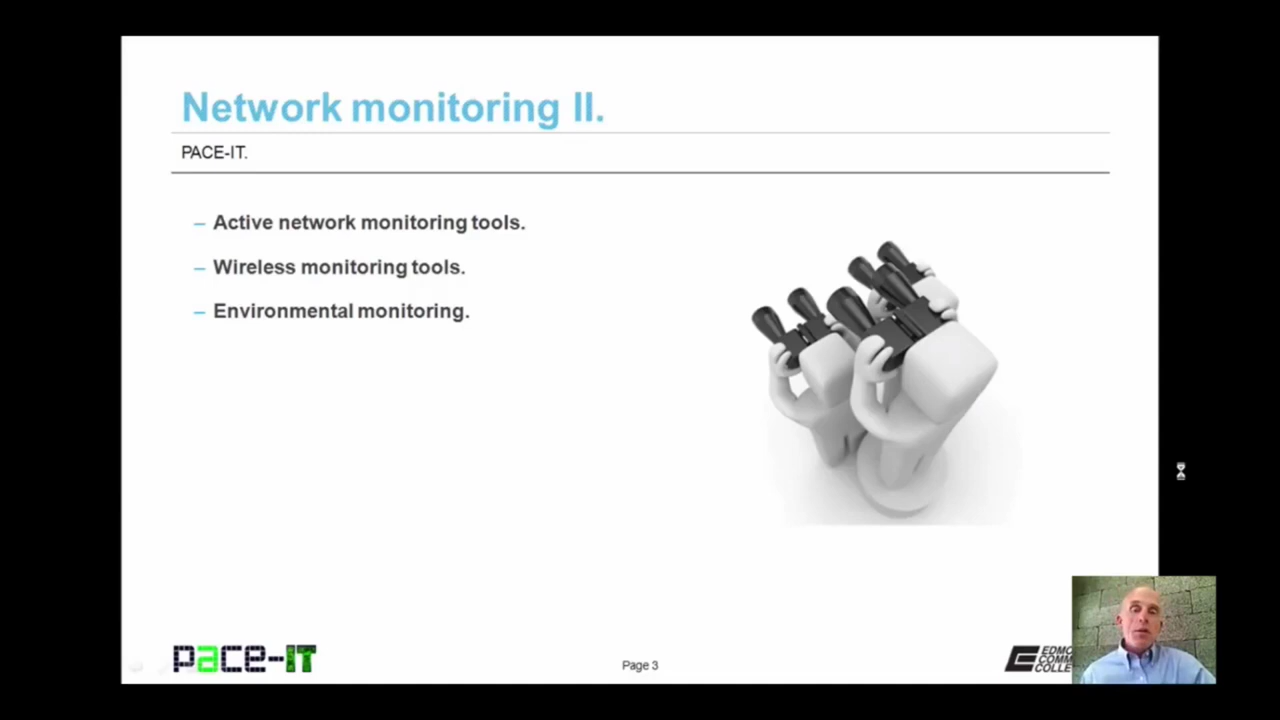 Network monitoring II.
PACE-IT.
– Active network monitoring tools.
– Wireless monitoring tools.
– Environmental monitoring.
pace-IT
Page 3